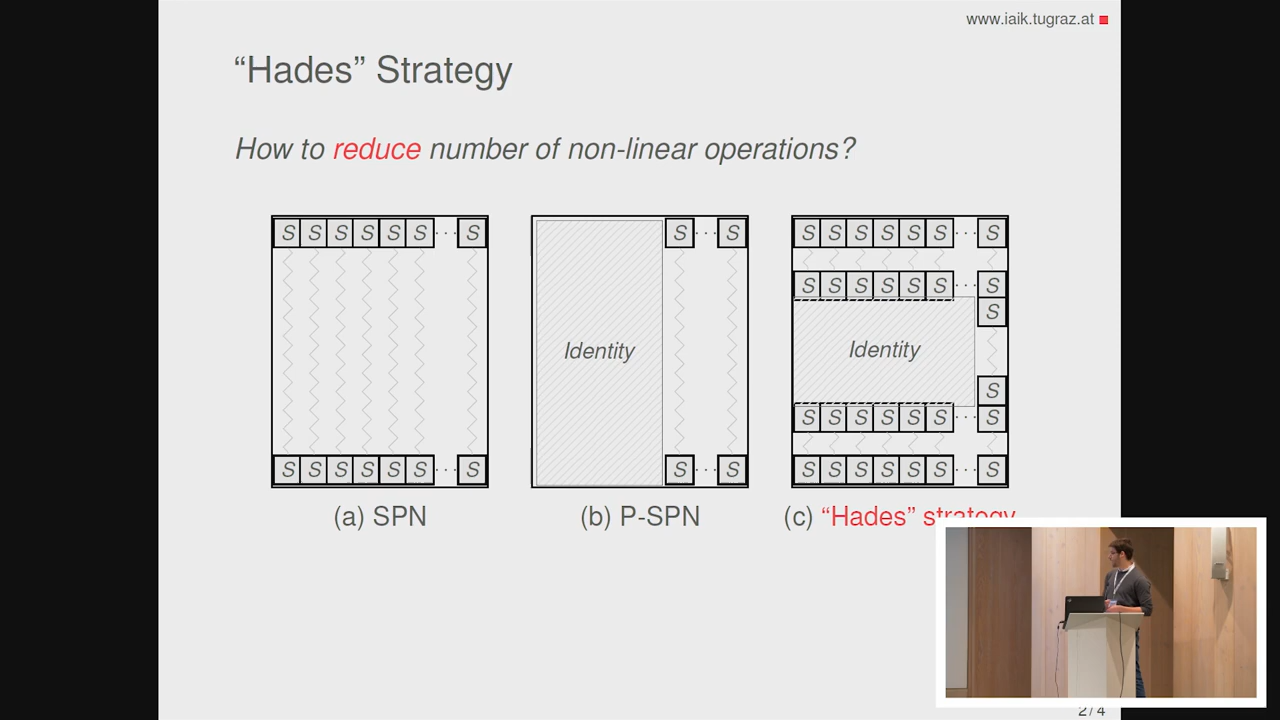 www.iaik.tugraz.at
“Hades” Strategy
How to reduce number of non-linear operations?
S S S S S S ··· S
S S S S S S ··· S
(a) SPN
S ··· S
Identity
S ··· S
(b) P-SPN
S S S S S S ··· S
S S S S S S ··· S
S
Identity
S
S S S S S S ··· S
S S S S S S ··· S
(c) “Hades” strategy
2/4